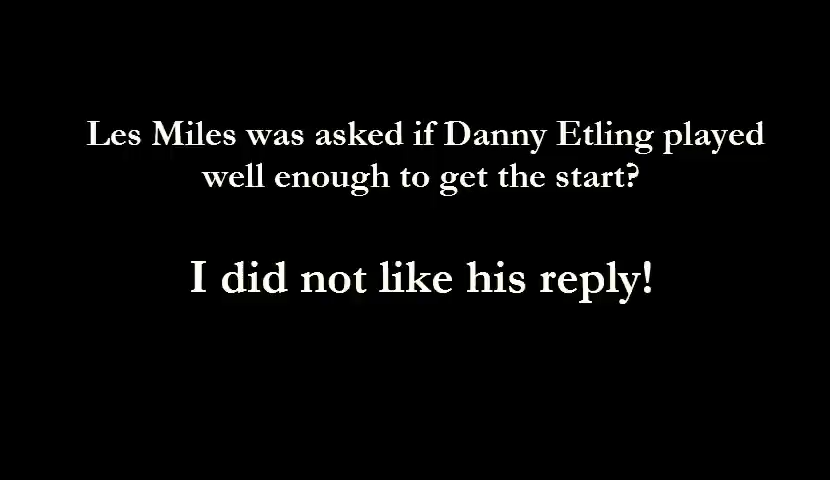 Les Miles was asked if Danny Etling played
well enough to get the start?
I did not like his reply!